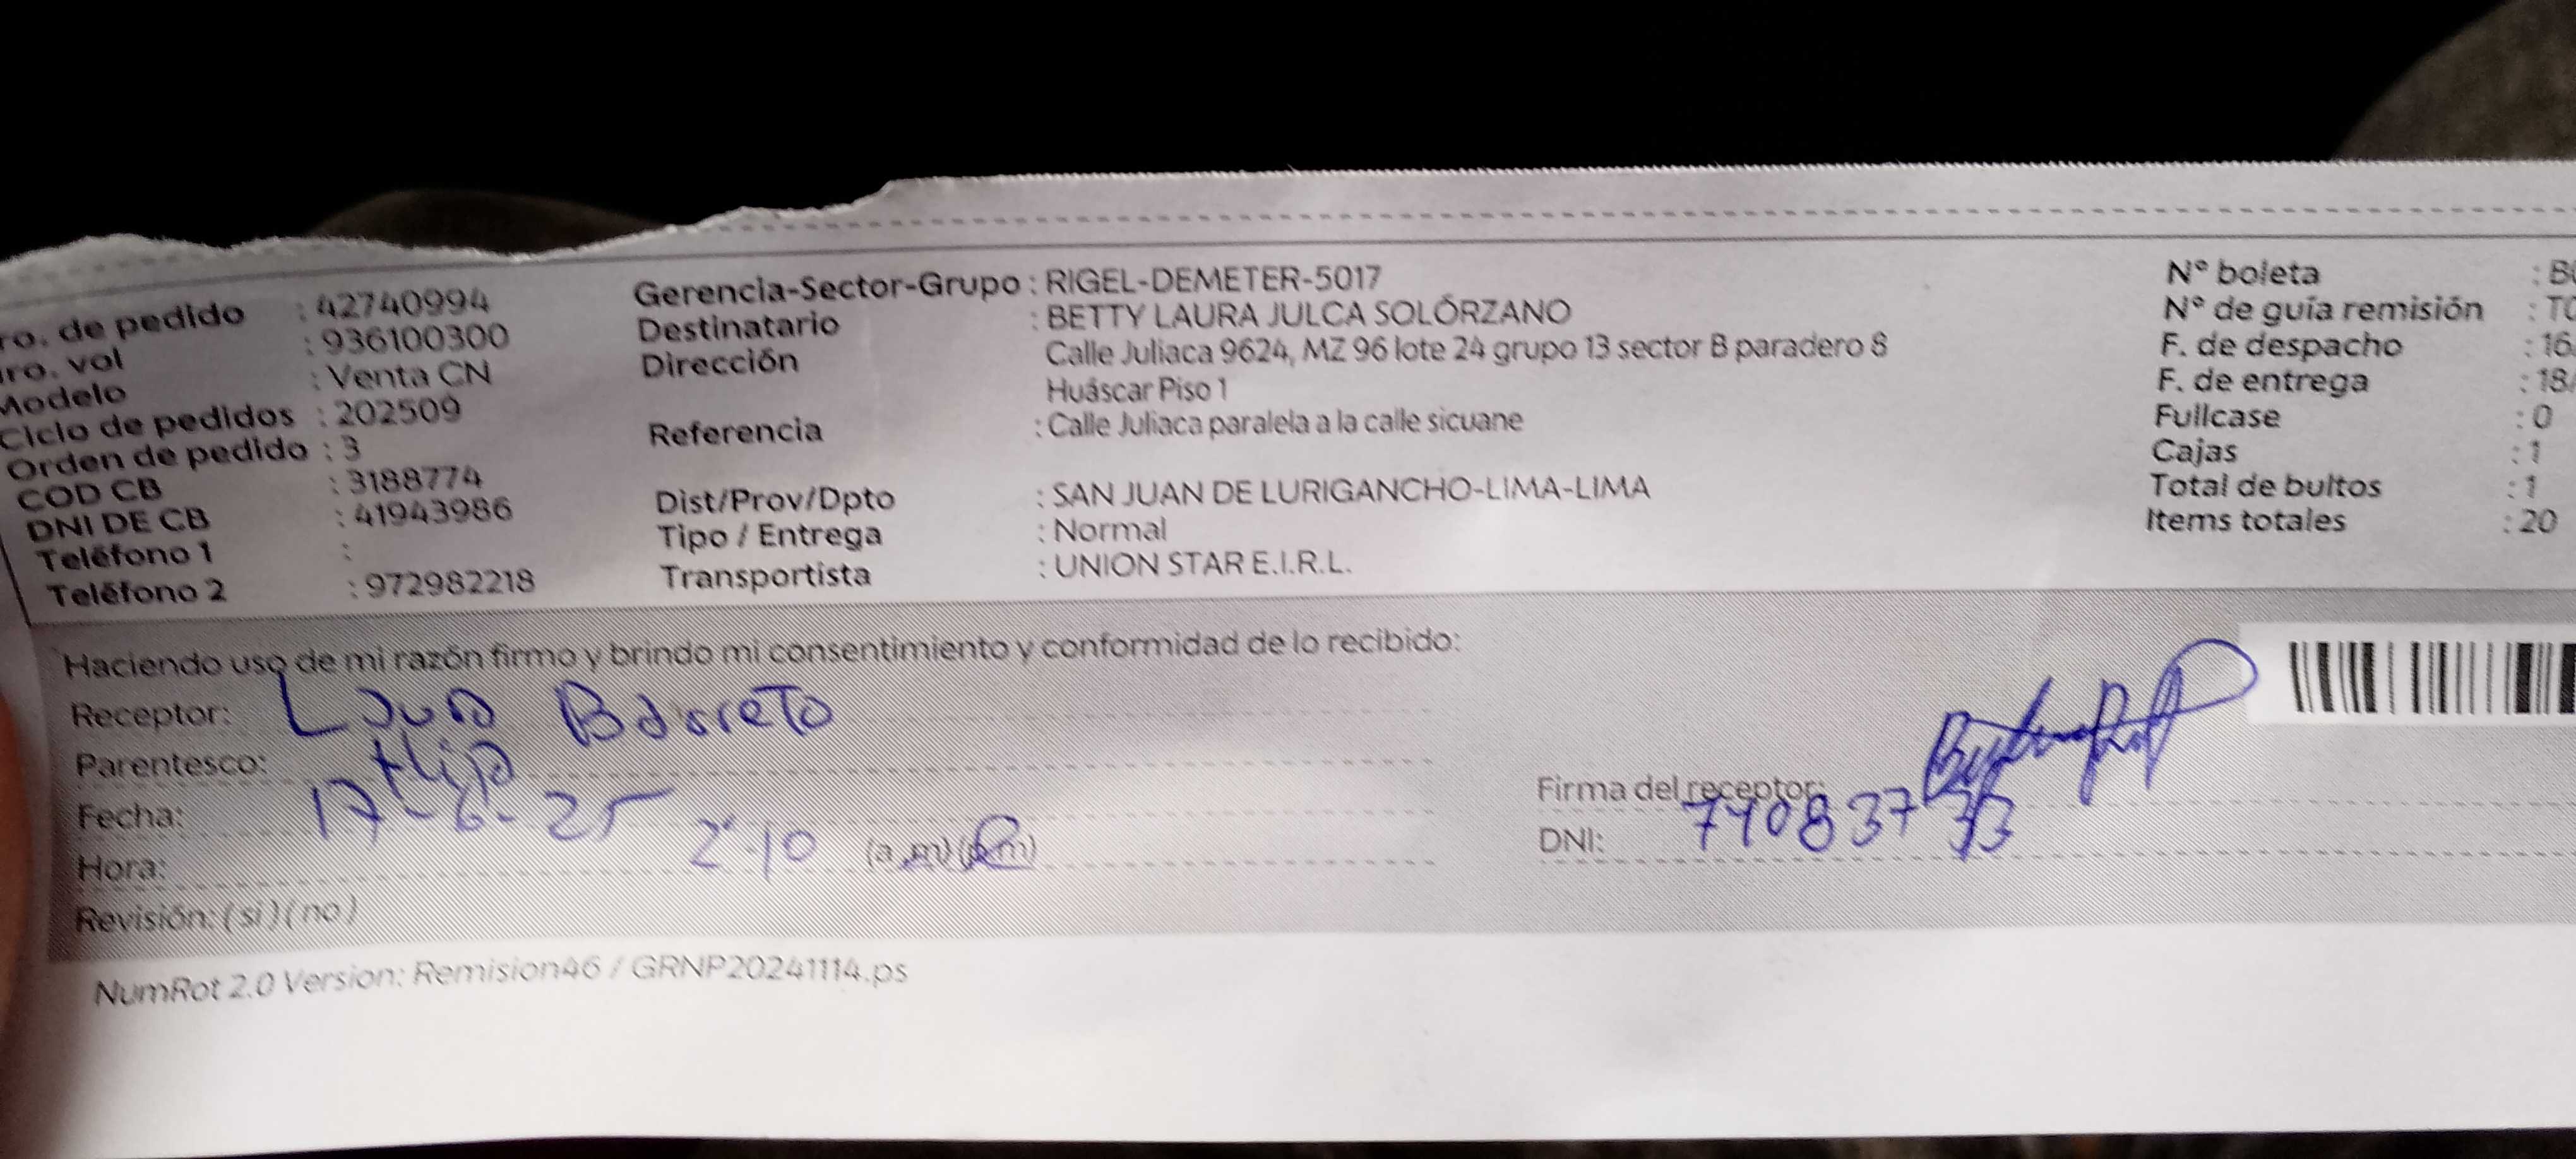 ro. de pedido : 42740994
ro. vol : 936100300
Modelo : Venta CN
Ciclo de pedidos : 202509
Orden de pedido : 3
COD CB : 3188774
DNI DE CB : 41943986
Teléfono 1 :
Teléfono 2 : 972982218
Gerencia-Sector-Grupo : RIGEL-DEMETER-5017
Destinatario : BETTY LAURA JULCA SOLÓRZANO
Dirección : Calle Juliaca 9624, MZ 96 lote 24 grupo 13 sector B paradero 8
Huáscar Piso 1
Referencia : Calle Juliaca paralela a la calle sicuane
Dist/Prov/Dpto : SAN JUAN DE LURIGANCHO-LIMA-LIMA
Tipo / Entrega : Normal
Transportista : UNION STAR E.I.R.L.
N° boleta : B0
N° de guía remisión : T0
F. de despacho : 16
F. de entrega : 18
Fullcase : 0
Cajas : 1
Total de bultos : 1
Items totales : 20
Haciendo uso de mi razón firmo y brindo mi consentimiento y conformidad de lo recibido:
Receptor: Laura Barreto
Parentesco: Hija
Fecha: 17-6-25
Hora: 2:10 (a.m) (p.m)
Revisión: ( si ) ( no )
Firma del receptor:
DNI: 74083733
NumRot 2.0 Version: Remision46 / GRNP20241114.ps